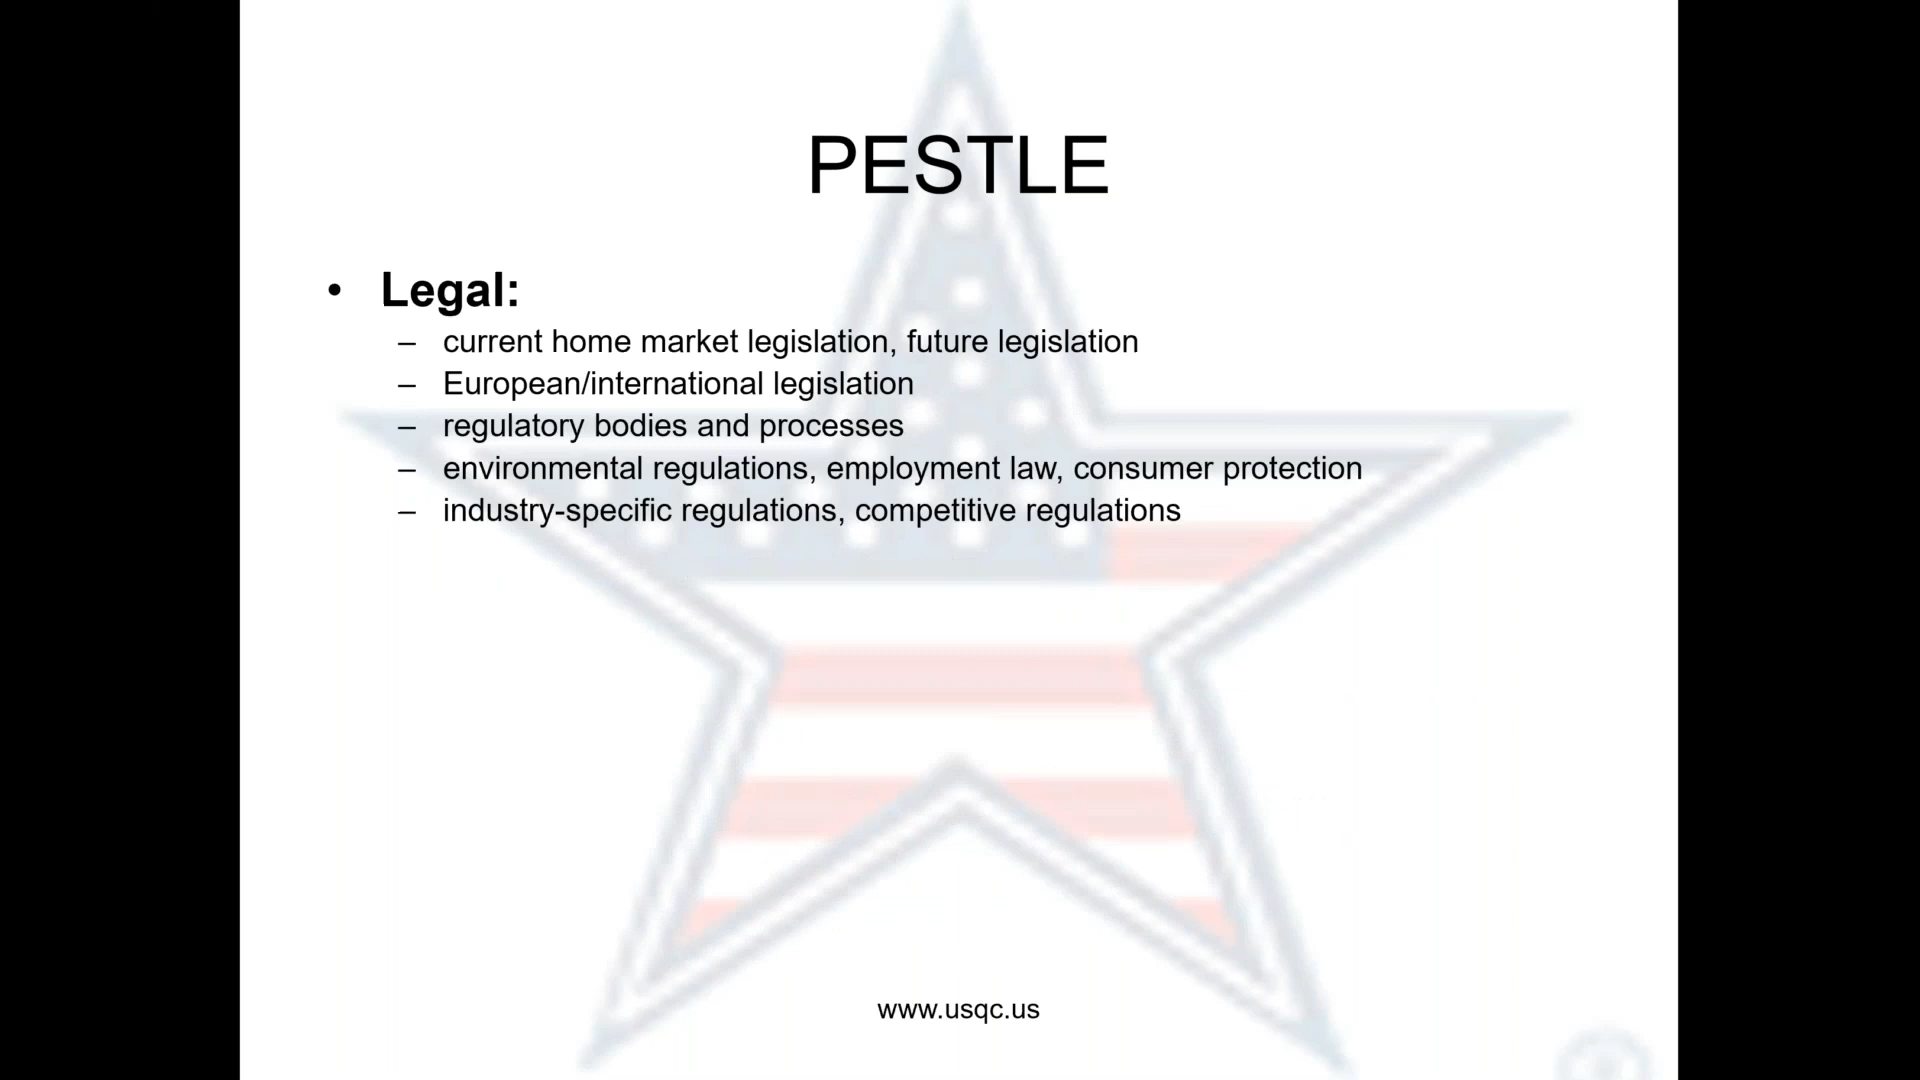 PESTLE
• Legal:
– current home market legislation, future legislation
– European/international legislation
– regulatory bodies and processes
– environmental regulations, employment law, consumer protection
– industry-specific regulations, competitive regulations
www.usqc.us